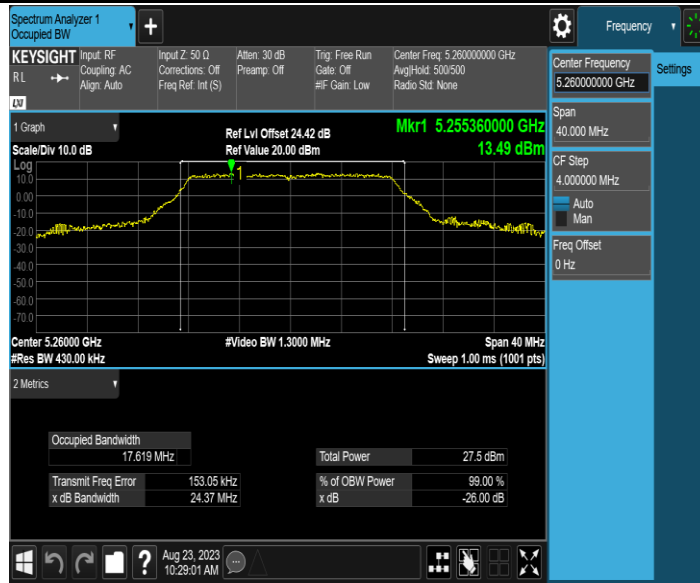 Spectrum Analyzer 1
Occupied BW
+
Frequency
KEYSIGHT
RL
LXI
Input: RF
Coupling: AC
Align: Auto
Input Z: 50 Ω
Corrections: Off
Freq Ref: Int (S)
Atten: 30 dB
Preamp: Off
Trig: Free Run
Gate: Off
#IF Gain: Low
Center Freq: 5.260000000 GHz
Avg|Hold: 500/500
Radio Std: None
Center Frequency
5.260000000 GHz
Settings
Span
40.000 MHz
CF Step
4.000000 MHz
Auto
Man
Freq Offset
0 Hz
1 Graph
Scale/Div 10.0 dB
Ref Lvl Offset 24.42 dB
Ref Value 20.00 dBm
Mkr1 5.255360000 GHz
13.49 dBm
Log
10.0
0.00
-10.0
-20.0
-30.0
-40.0
-50.0
-60.0
-70.0
1
Center 5.26000 GHz
#Res BW 430.00 kHz
#Video BW 1.3000 MHz
Span 40 MHz
Sweep 1.00 ms (1001 pts)
2 Metrics
Occupied Bandwidth
17.619 MHz
Transmit Freq Error 153.05 kHz
x dB Bandwidth 24.37 MHz
Total Power 27.5 dBm
% of OBW Power 99.00 %
x dB -26.00 dB
?
Aug 23, 2023
10:29:01 AM